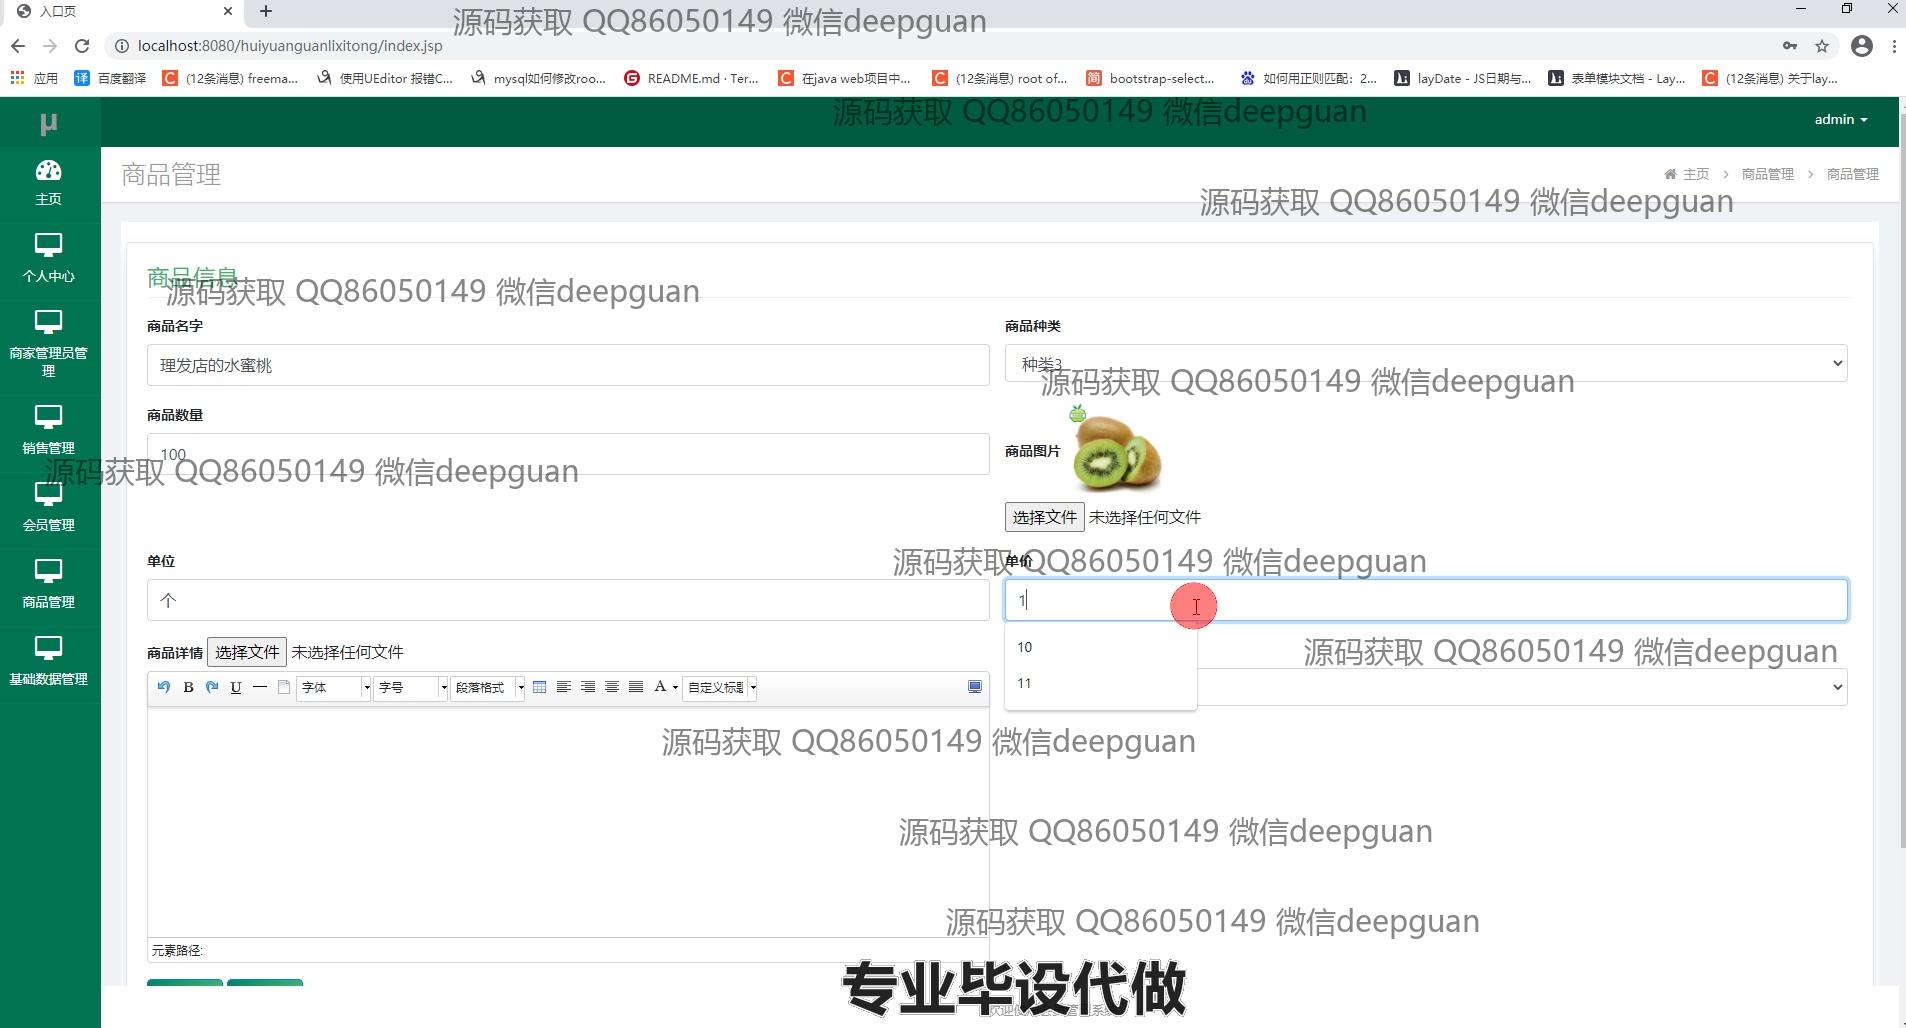 入口页
源码获取 QQ86050149 微信deepguan
localhost:8080/huiyuanguanlixitong/index.jsp
应用
百度翻译
(12条消息) freema...
使用UEditor 报错C...
mysql如何修改roo...
README.md · Ter...
在java web项目中...
(12条消息) root of...
bootstrap-select...
如何用正则匹配：2...
layDate - JS日期与...
表单模块文档 - Lay...
(12条消息) 关于lay...
源码获取 QQ86050149 微信deepguan
μ
admin
主页
个人中心
商家管理员管
理
销售管理
会员管理
商品管理
基础数据管理
商品管理
主页 > 商品管理 > 商品管理
源码获取 QQ86050149 微信deepguan
商品信息
源码获取 QQ86050149 微信deepguan
商品名字
理发店的水蜜桃
商品种类
种类3
源码获取 QQ86050149 微信deepguan
商品数量
100
源码获取 QQ86050149 微信deepguan
商品图片
选择文件 未选择任何文件
单位
个
源码获取 QQ86050149 微信deepguan
单价
1
10
11
源码获取 QQ86050149 微信deepguan
商品详情 选择文件 未选择任何文件
B U 字体 字号 段落格式 A 自定义标题
源码获取 QQ86050149 微信deepguan
源码获取 QQ86050149 微信deepguan
源码获取 QQ86050149 微信deepguan
元素路径:
专业毕设代做